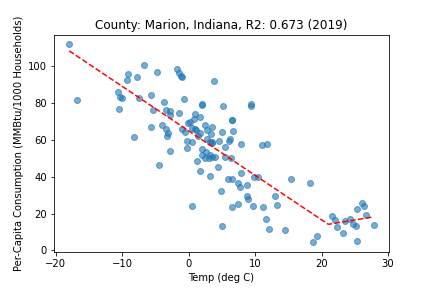 County: Marion, Indiana, R2: 0.673 (2019)
Per-Capita Consumption (MMBtu/1000 Households)
100
80
60
40
20
0
−20 −10 0 10 20 30
Temp (deg C)